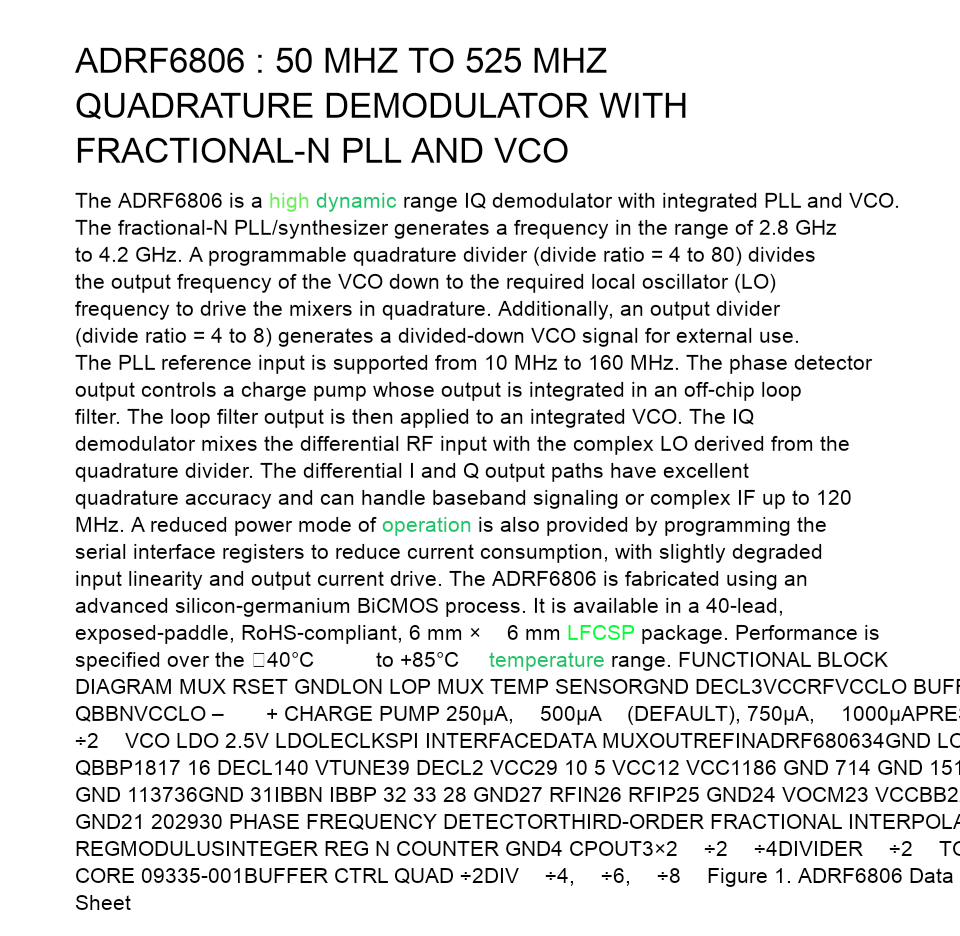 ADRF6806 : 50 MHZ TO 525 MHZ
QUADRATURE DEMODULATOR WITH
FRACTIONAL-N PLL AND VCO
The ADRF6806 is a high dynamic range IQ demodulator with integrated PLL and VCO.
The fractional-N PLL/synthesizer generates a frequency in the range of 2.8 GHz
to 4.2 GHz. A programmable quadrature divider (divide ratio = 4 to 80) divides
the output frequency of the VCO down to the required local oscillator (LO)
frequency to drive the mixers in quadrature. Additionally, an output divider
(divide ratio = 4 to 8) generates a divided-down VCO signal for external use.
The PLL reference input is supported from 10 MHz to 160 MHz. The phase detector
output controls a charge pump whose output is integrated in an off-chip loop
filter. The loop filter output is then applied to an integrated VCO. The IQ
demodulator mixes the differential RF input with the complex LO derived from the
quadrature divider. The differential I and Q output paths have excellent
quadrature accuracy and can handle baseband signaling or complex IF up to 120
MHz. A reduced power mode of operation is also provided by programming the
serial interface registers to reduce current consumption, with slightly degraded
input linearity and output current drive. The ADRF6806 is fabricated using an
advanced silicon-germanium BiCMOS process. It is available in a 40-lead,
exposed-paddle, RoHS-compliant, 6 mm × 6 mm LFCSP package. Performance is
specified over the 40°C to +85°C temperature range. FUNCTIONAL BLOCK
DIAGRAM MUX RSET GNDLON LOP MUX TEMP SENSORGND DECL3VCCRFVCCLO BUFF
QBBNVCCLO – + CHARGE PUMP 250µA, 500µA (DEFAULT), 750µA, 1000µAPRES
÷2 VCO LDO 2.5V LDOLECLKSPI INTERFACEDATA MUXOUTREFINADRF680634GND LO
QBBP1817 16 DECL140 VTUNE39 DECL2 VCC29 10 5 VCC12 VCC1186 GND 714 GND 151
GND 113736GND 31IBBN IBBP 32 33 28 GND27 RFIN26 RFIP25 GND24 VOCM23 VCCBB2
GND21 202930 PHASE FREQUENCY DETECTORTHIRD-ORDER FRACTIONAL INTERPOLA
REGMODULUSINTEGER REG N COUNTER GND4 CPOUT3×2 ÷2 ÷4DIVIDER ÷2 TO
CORE 09335-001BUFFER CTRL QUAD ÷2DIV ÷4, ÷6, ÷8 Figure 1. ADRF6806 Data
Sheet